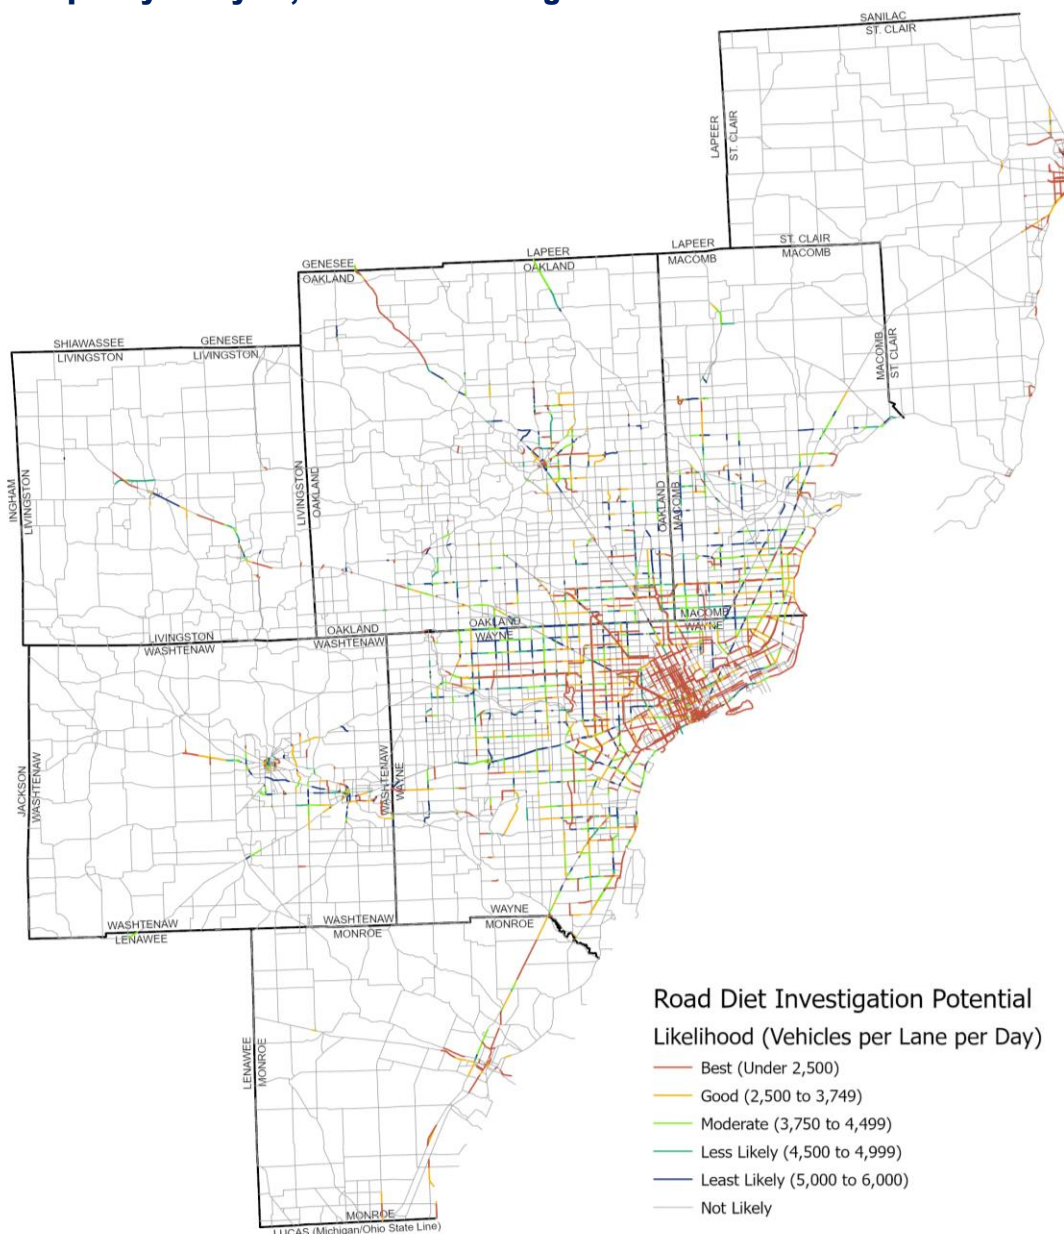 SANILAC
ST. CLAIR
LAPEER
ST. CLAIR
LAPEER
MACOMB
ST. CLAIR
MACOMB
LAPEER
OAKLAND
GENESEE
OAKLAND
SHIAWASSEE
LIVINGSTON
GENESEE
LIVINGSTON
MACOMB
ST. CLAIR
INGHAM
LIVINGSTON
LIVINGSTON
OAKLAND
OAKLAND
MACOMB
MACOMB
WAYNE
OAKLAND
WAYNE
OAKLAND
WASHTENAW
LIVINGSTON
WASHTENAW
JACKSON
WASHTENAW
WASHTENAW
WAYNE
WAYNE
MONROE
WASHTENAW
MONROE
WASHTENAW
LENAWEE
LENAWEE
MONROE
MONROE
LUCAS (Michigan/Ohio State Line)
Road Diet Investigation Potential
Likelihood (Vehicles per Lane per Day)
Best (Under 2,500)
Good (2,500 to 3,749)
Moderate (3,750 to 4,499)
Less Likely (4,500 to 4,999)
Least Likely (5,000 to 6,000)
Not Likely